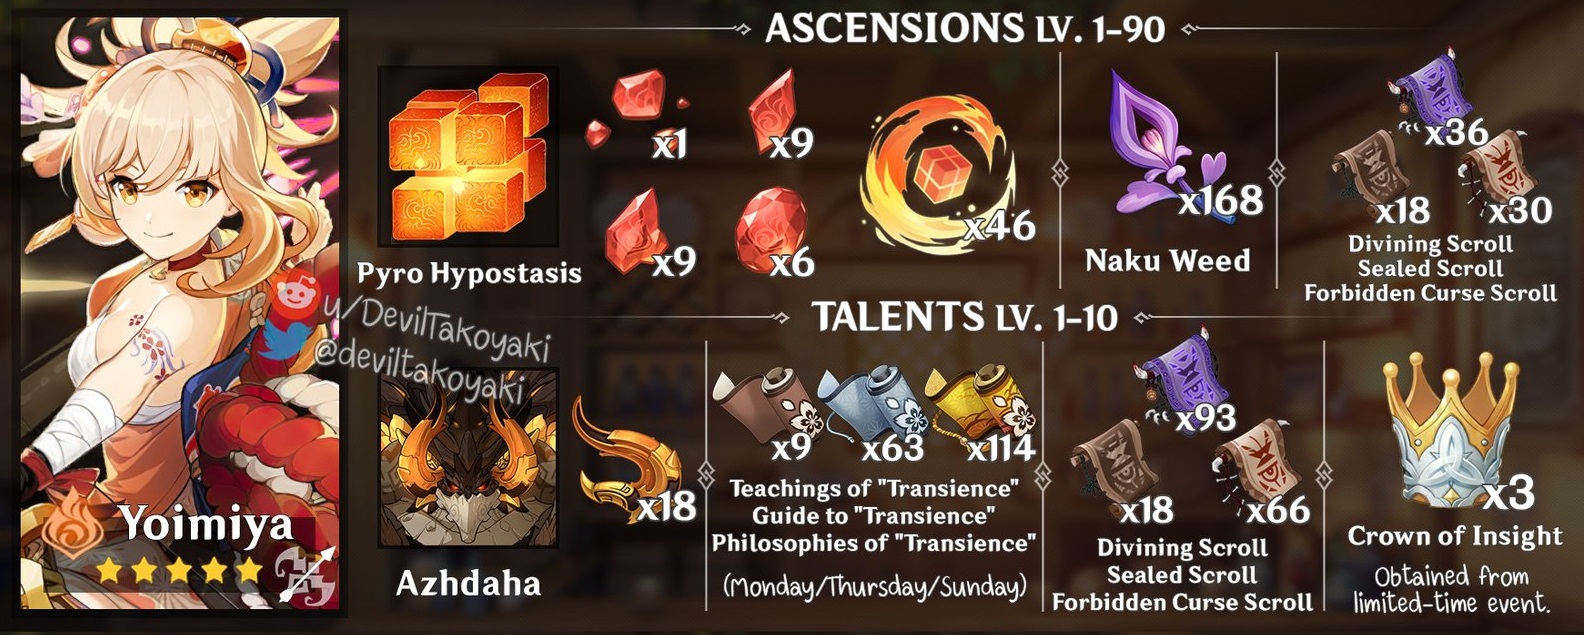 ASCENSIONS LV. 1-90
x1
x9
x9
x6
x46
Pyro Hypostasis
x168
Naku Weed
x36
x18
x30
Divining Scroll
Sealed Scroll
Forbidden Curse Scroll
u/DevilTakoyaki
@deviltakoyaki
TALENTS LV. 1-10
x18
Azhdaha
x9
x63
x114
Teachings of "Transience"
Guide to "Transience"
Philosophies of "Transience"
(Monday/Thursday/Sunday)
x93
x18
x66
Divining Scroll
Sealed Scroll
Forbidden Curse Scroll
x3
Crown of Insight
Obtained from
limited-time event.
Yoimiya